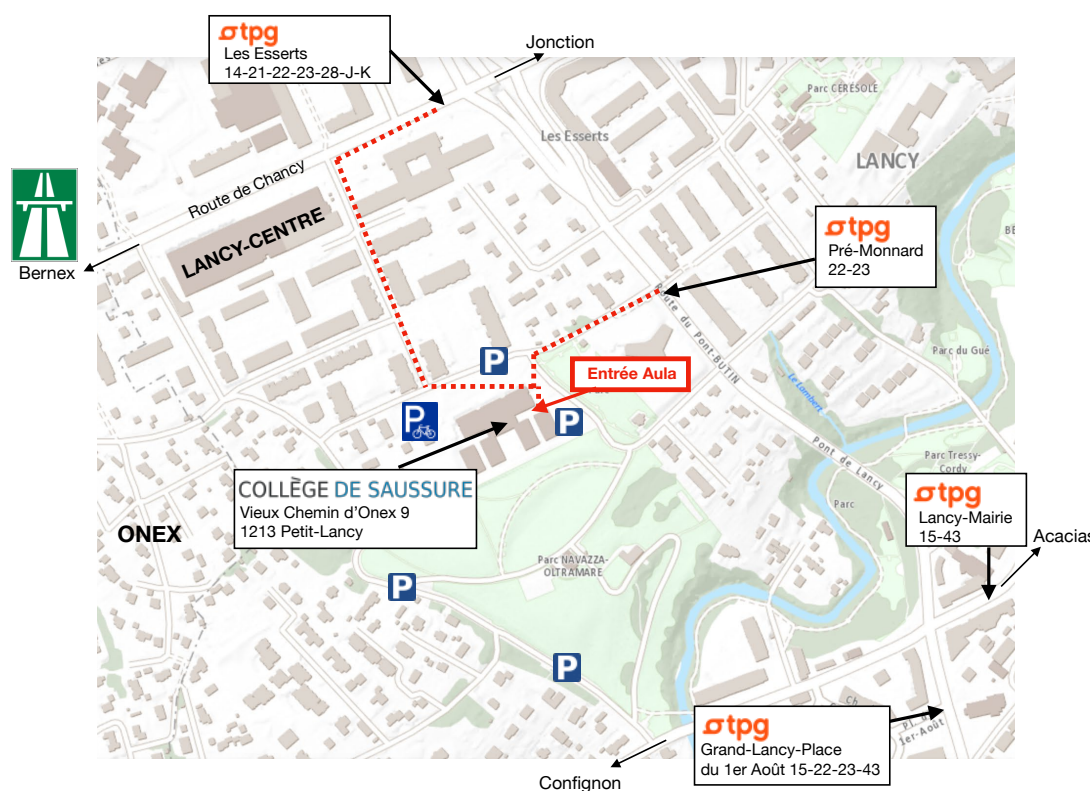 tpg
Les Esserts
14-21-22-23-28-J-K
Jonction
Parc CÉRÉSOLE
Les Esserts
LANCY
Route de Chancy
LANCY-CENTRE
Bernex
tpg
Pré-Monnard
22-23
Route du Pont-BUTIN
Parc du Gué
P
Entrée Aula
Le Lambert
P
P
Pont de Lancy
Parc Tressy-
Cordy
COLLÈGE DE SAUSSURE
Vieux Chemin d'Onex 9
1213 Petit-Lancy
tpg
Lancy-Mairie
15-43
Parc
ONEX
Acacias
Parc NAVAZZA-
OLTRAMARE
P
P
tpg
Grand-Lancy-Place
du 1er Août 15-22-23-43
1er-Août
Confignon